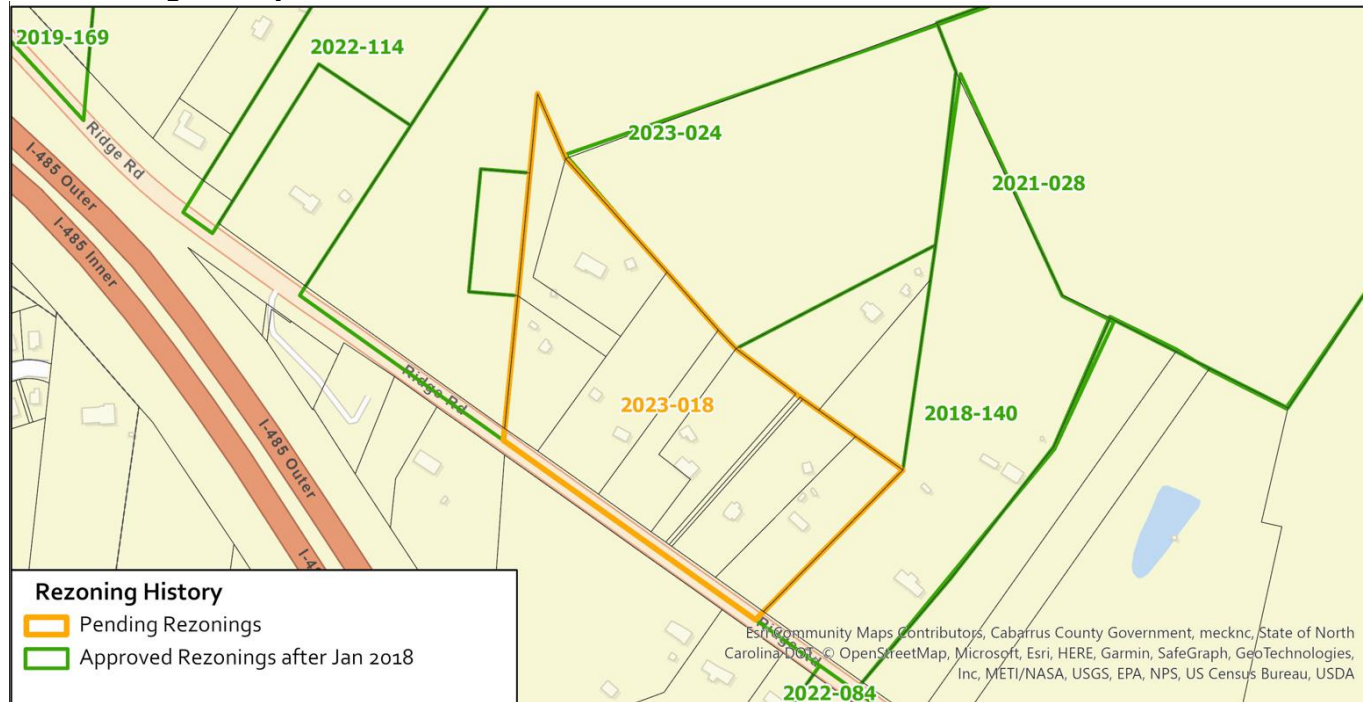 2019-169
2022-114
2023-024
2021-028
Ridge Rd
I-485 Outer
I-485 Inner
Ridge Rd
2023-018
2018-140
I-485 Outer
Rezoning History
Pending Rezonings
Approved Rezonings after Jan 2018
Ridge Rd
2022-084
Esri Community Maps Contributors, Cabarrus County Government, mecknc, State of North
Carolina DOT, © OpenStreetMap, Microsoft, Esri, HERE, Garmin, SafeGraph, GeoTechnologies,
Inc, METI/NASA, USGS, EPA, NPS, US Census Bureau, USDA